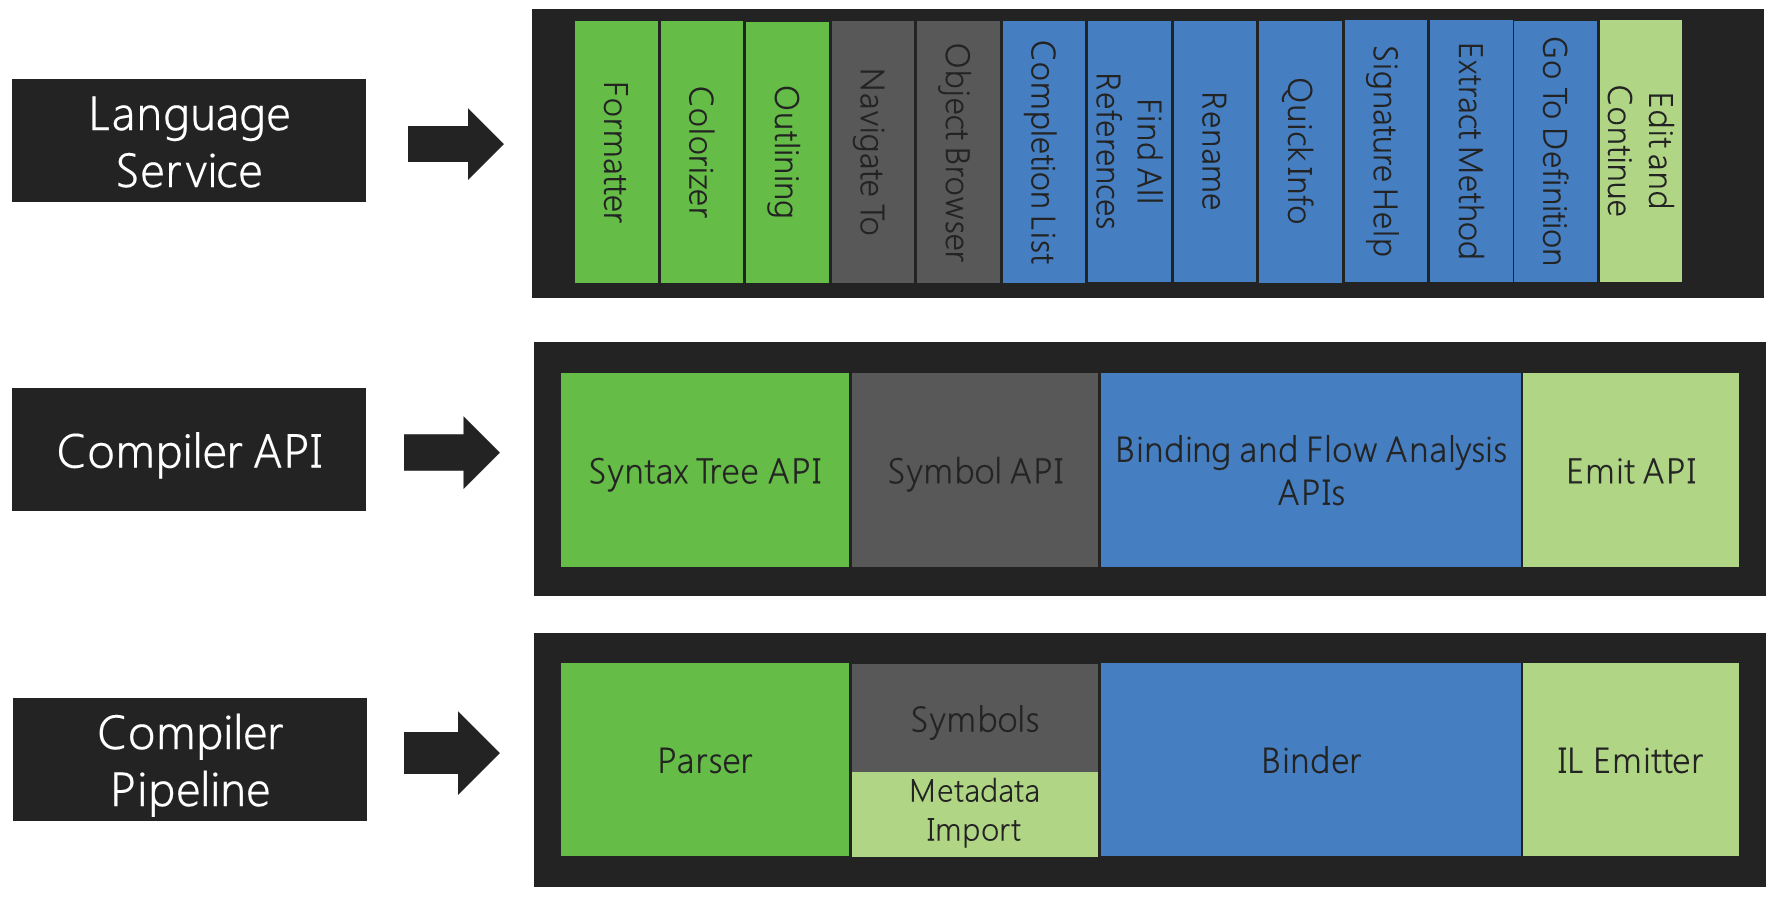 Language
Service
Formatter
Colorizer
Outlining
Navigate To
Object Browser
Completion List
Find All
References
Rename
Quick Info
Signature Help
Extract Method
Go To Definition
Edit and
Continue
Compiler API
Syntax Tree API
Symbol API
Binding and Flow Analysis
APIs
Emit API
Compiler
Pipeline
Parser
Symbols
Metadata
Import
Binder
IL Emitter